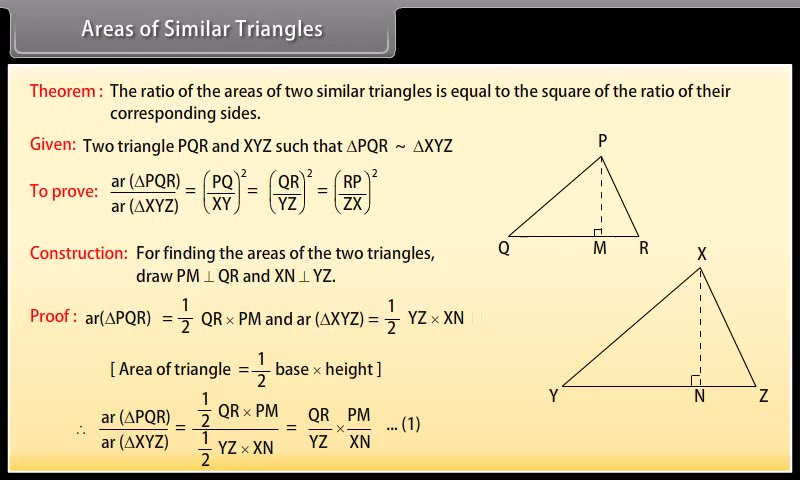 Areas of Similar Triangles
Theorem : The ratio of the areas of two similar triangles is equal to the square of the ratio of their
corresponding sides.
Given: Two triangle PQR and XYZ such that ΔPQR ~ ΔXYZ
To prove: ar (ΔPQR)/ar (ΔXYZ) = (PQ/XY)² = (QR/YZ)² = (RP/ZX)²
Construction: For finding the areas of the two triangles,
draw PM ⊥ QR and XN ⊥ YZ.
Proof : ar(ΔPQR) = 1/2 QR × PM and ar (ΔXYZ) = 1/2 YZ × XN
[ Area of triangle = 1/2 base × height ]
∴ ar (ΔPQR)/ar (ΔXYZ) = (1/2 QR × PM)/(1/2 YZ × XN) = QR/YZ × PM/XN ... (1)
P
Q M R
X
Y N Z